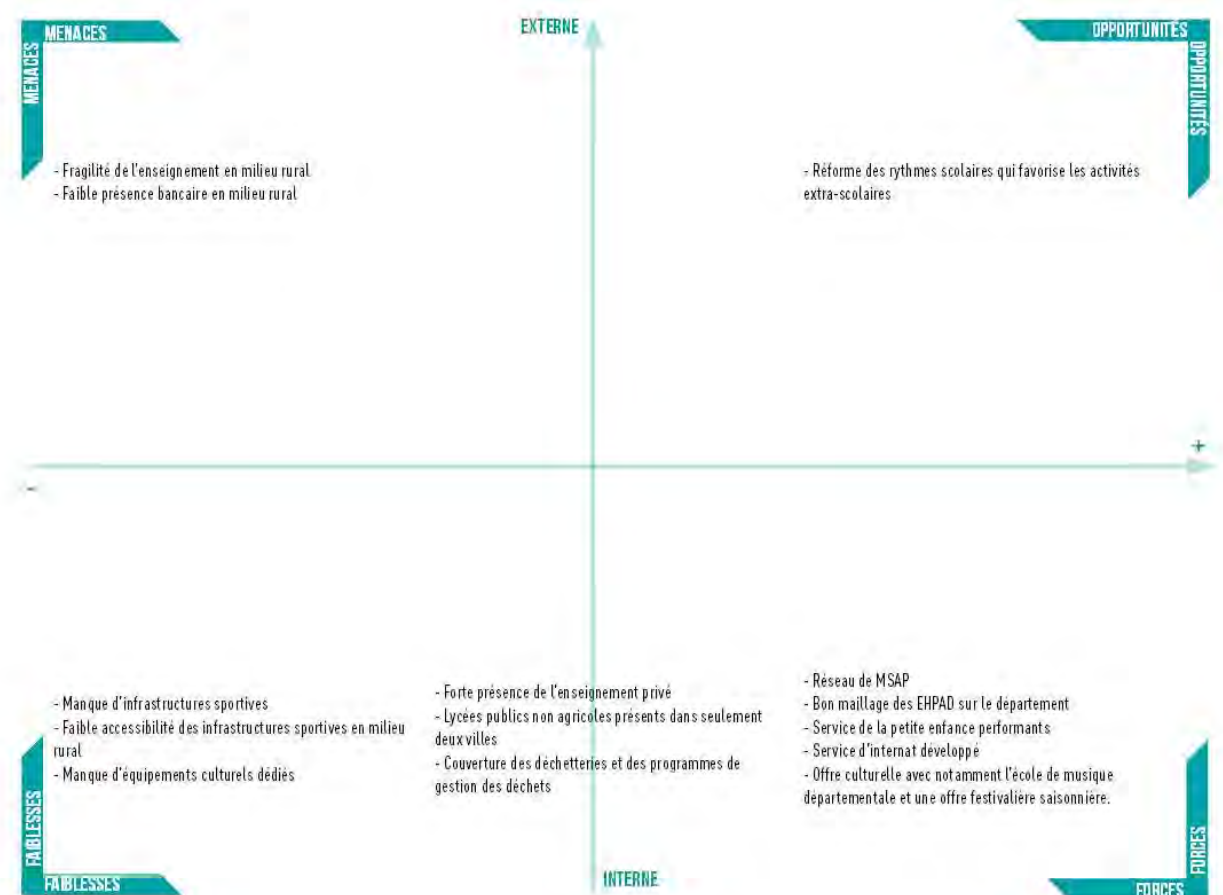 MENACES
MENACES
EXTERNE
OPPORTUNITÉS
OPPORTUNITÉS
- Fragilité de l'enseignement en milieu rural
- Faible présence bancaire en milieu rural
- Réforme des rythmes scolaires qui favorise les activités
extra-scolaires
+
-
- Manque d'infrastructures sportives
- Faible accessibilité des infrastructures sportives en milieu
rural
- Manque d'équipements culturels dédiés
- Forte présence de l'enseignement privé
- Lycées publics non agricoles présents dans seulement
deux villes
- Couverture des déchetteries et des programmes de
gestion des déchets
- Réseau de MSAP
- Bon maillage des EHPAD sur le département
- Service de la petite enfance performants
- Service d'internat développé
- Offre culturelle avec notamment l'école de musique
départementale et une offre festivalière saisonnière.
FAIBLESSES
FAIBLESSES
INTERNE
FORCES
FORCES